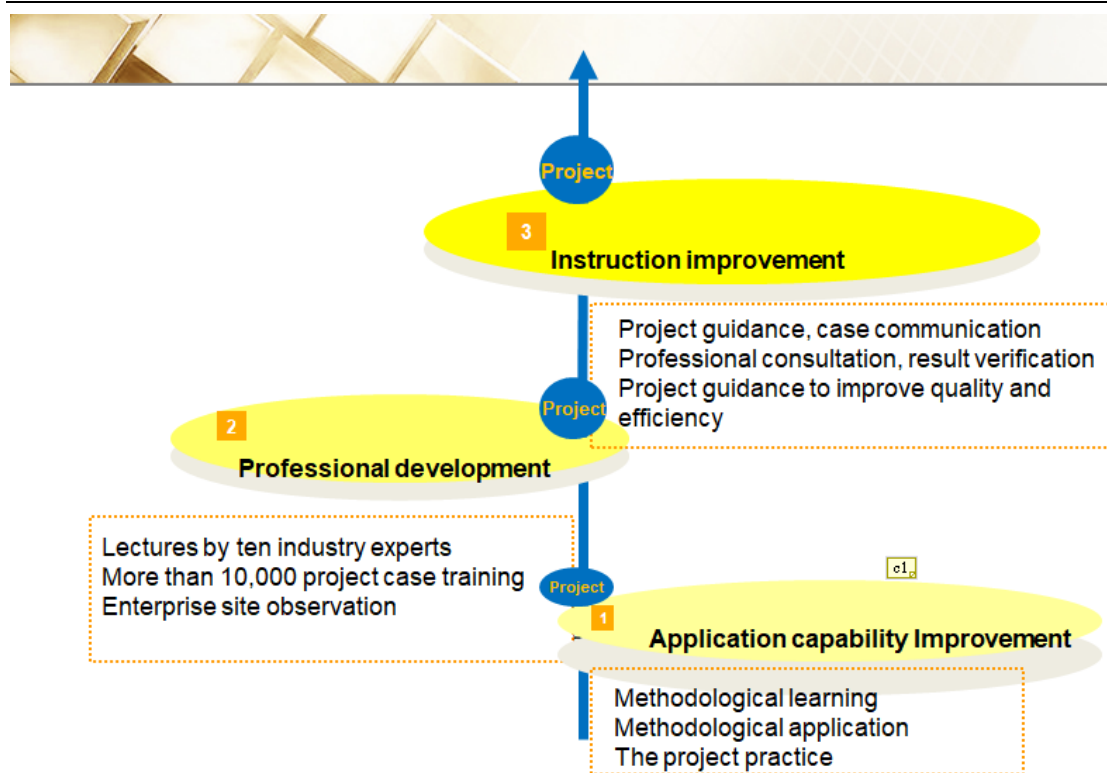 Project
3
Instruction improvement
Project guidance, case communication
Professional consultation, result verification
Project guidance to improve quality and
efficiency
Project
2
Professional development
Lectures by ten industry experts
More than 10,000 project case training
Enterprise site observation
c1
Project
1
Application capability Improvement
Methodological learning
Methodological application
The project practice